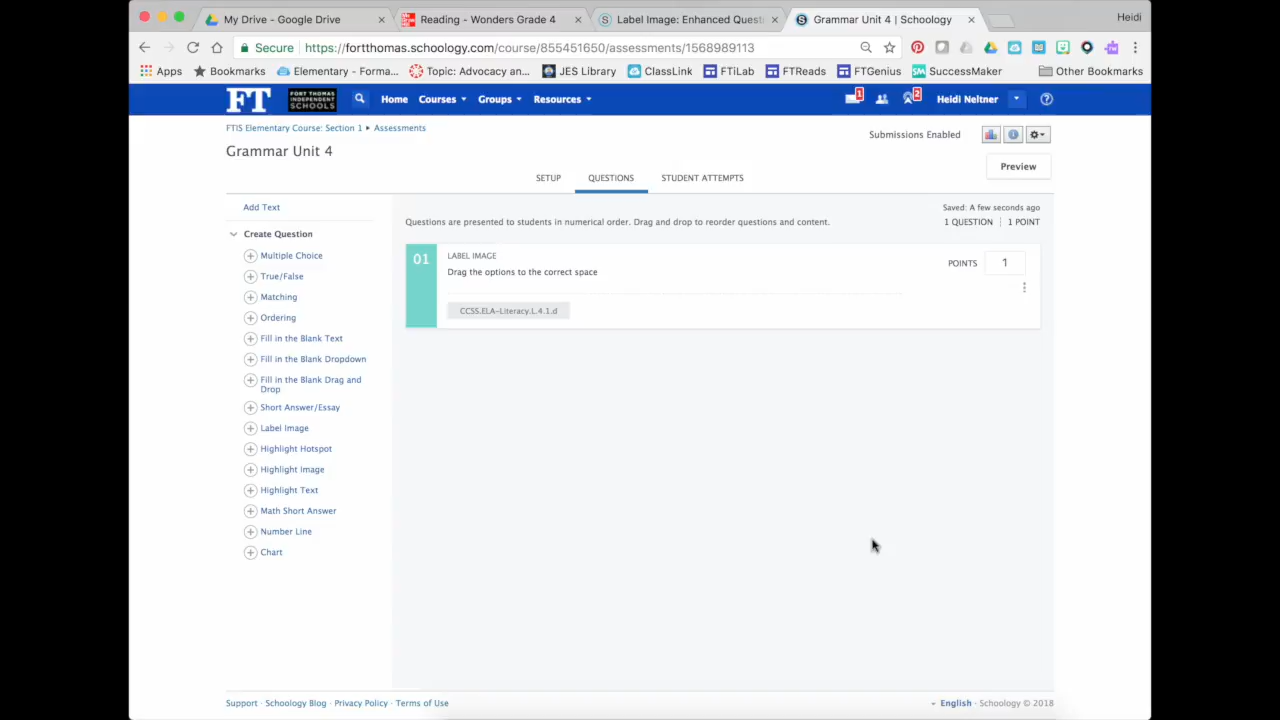 My Drive - Google Drive
Reading - Wonders Grade 4
Label Image: Enhanced Questi
Grammar Unit 4 | Schoology
Heidi
Secure
https://fortthomas.schoology.com/course/855451650/assessments/1568989113
Apps
Bookmarks
Elementary - Forma...
Topic: Advocacy an...
JES Library
ClassLink
FTiLab
FTReads
FTGenius
SuccessMaker
Other Bookmarks
FT
FORT THOMAS
INDEPENDENT
SCHOOLS
Home
Courses
Groups
Resources
1
2
Heidi Neltner
FTIS Elementary Course: Section 1 ▸ Assessments
Grammar Unit 4
Submissions Enabled
Preview
SETUP
QUESTIONS
STUDENT ATTEMPTS
Add Text
Create Question
Multiple Choice
True/False
Matching
Ordering
Fill in the Blank Text
Fill in the Blank Dropdown
Fill in the Blank Drag and
Drop
Short Answer/Essay
Label Image
Highlight Hotspot
Highlight Image
Highlight Text
Math Short Answer
Number Line
Chart
Saved: A few seconds ago
Questions are presented to students in numerical order. Drag and drop to reorder questions and content.
1 QUESTION
1 POINT
01
LABEL IMAGE
Drag the options to the correct space
POINTS
1
CCSS.ELA-Literacy.L.4.1.d
Support · Schoology Blog · Privacy Policy · Terms of Use
English · Schoology © 2018